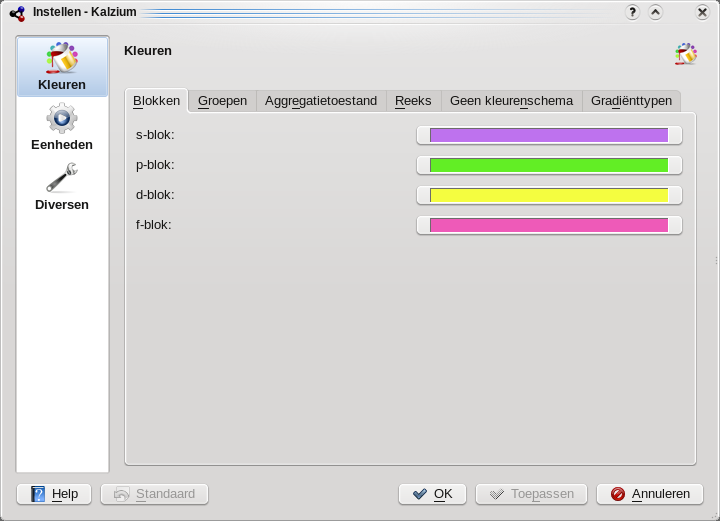 Instellen - Kalzium
Kleuren
Eenheden
Diversen
Kleuren
Blokken Groepen Aggregatietoestand Reeks Geen kleurenschema Gradiënttypen
s-blok:
p-blok:
d-blok:
f-blok:
Help Standaard OK Toepassen Annuleren